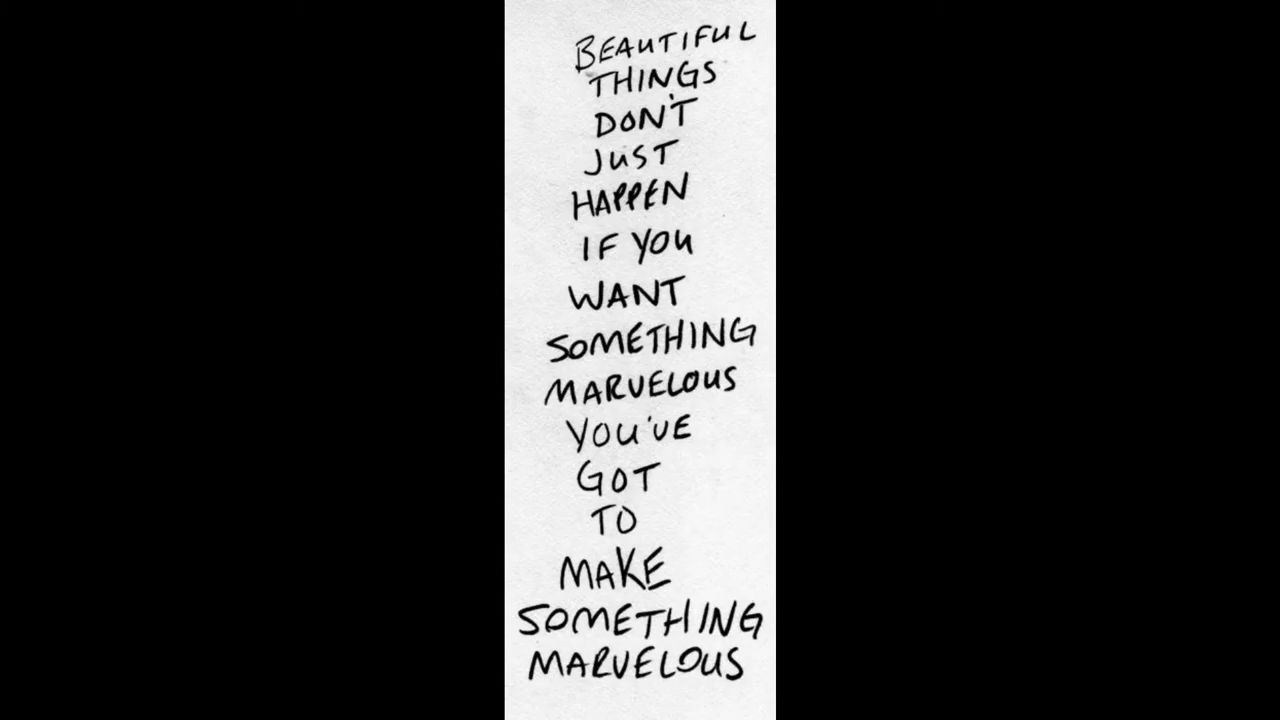 BEAUTIFUL
THINGS
DON'T
JUST
HAPPEN
IF YOU
WANT
SOMETHING
MARVELOUS
YOU'VE
GOT
TO
MAKE
SOMETHING
MARVELOUS